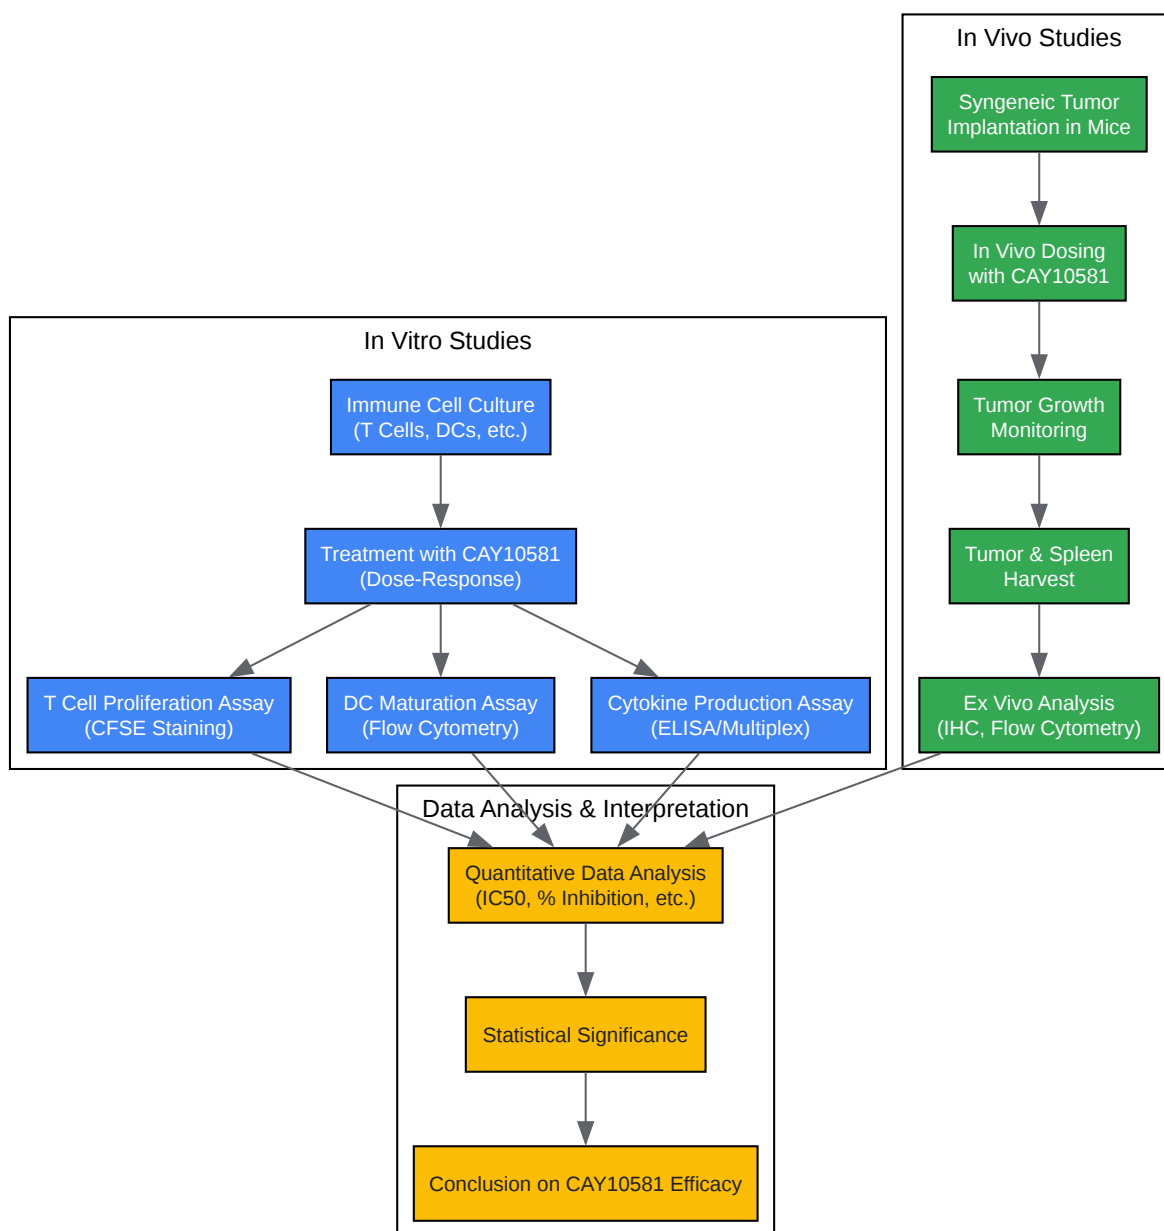 In Vivo Studies
Syngeneic Tumor
Implantation in Mice
In Vivo Dosing
with CAY10581
Tumor Growth
Monitoring
Tumor & Spleen
Harvest
Ex Vivo Analysis
(IHC, Flow Cytometry)
In Vitro Studies
Immune Cell Culture
(T Cells, DCs, etc.)
Treatment with CAY10581
(Dose-Response)
T Cell Proliferation Assay
(CFSE Staining)
DC Maturation Assay
(Flow Cytometry)
Cytokine Production Assay
(ELISA/Multiplex)
Data Analysis & Interpretation
Quantitative Data Analysis
(IC50, % Inhibition, etc.)
Statistical Significance
Conclusion on CAY10581 Efficacy